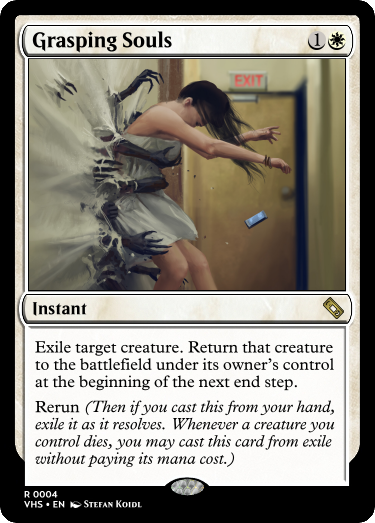 Grasping Souls 1
EXIT
Instant
Exile target creature. Return that creature
to the battlefield under its owner's control
at the beginning of the next end step.
Rerun (Then if you cast this from your hand,
exile it as it resolves. Whenever a creature you
control dies, you may cast this card from exile
without paying its mana cost.)
R 0004
VHS • EN Stefan Koidl